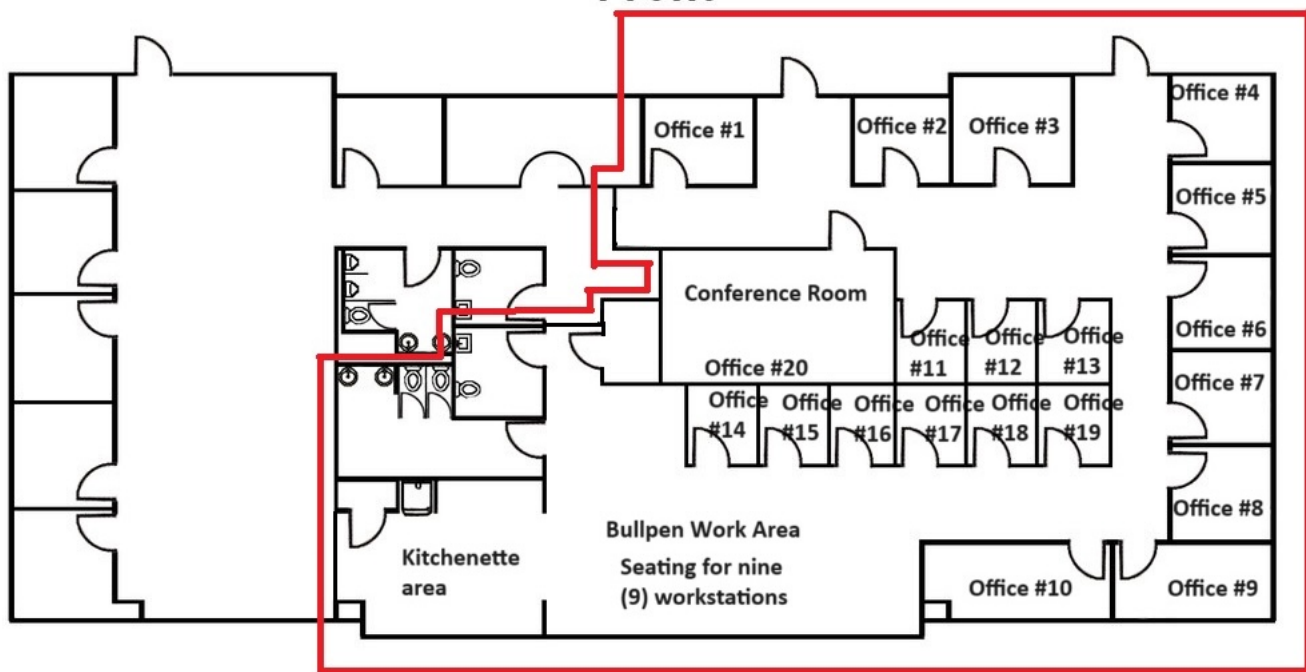 Office #4
Office #1
Office #2
Office #3
Office #5
Conference Room
Office
#11
Office
#12
Office
#13
Office #6
Office #20
Office #7
Office
#14
Office
#15
Office
#16
Office
#17
Office
#18
Office
#19
Office #8
Bullpen Work Area
Seating for nine
(9) workstations
Kitchenette
area
Office #10
Office #9